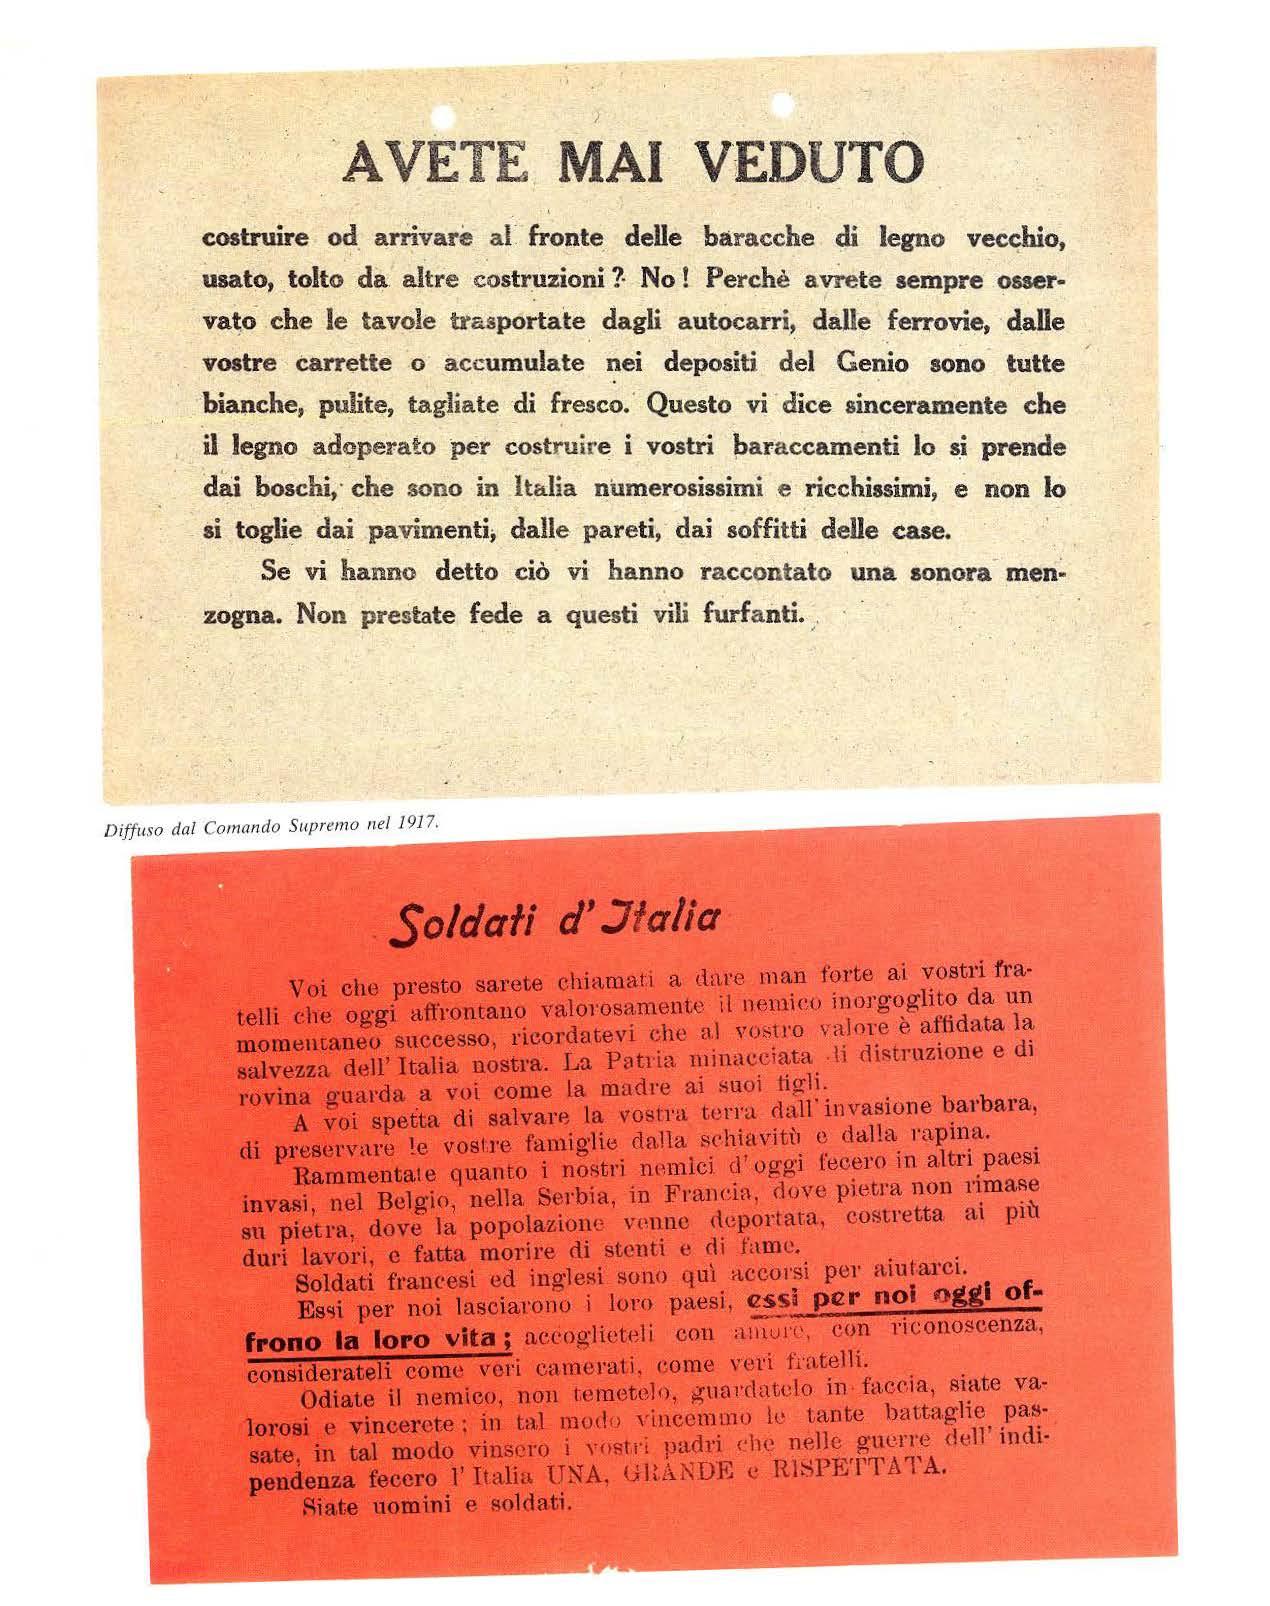 AVETE MAI VEDUTO
costruire od arrivare al fronte delle baracche di legno vecchio,
usato, tolto da altre costruzioni? No! Perchè avrete sempre osser-
vato che le tavole trasportate dagli autocarri, dalle ferrovie, dalle
vostre carrette o accumulate nei depositi del Genio sono tutte
bianche, pulite, tagliate di fresco. Questo vi dice sinceramente che
il legno adoperato per costruire i vostri baraccamenti lo si prende
dai boschi, che sono in Italia numerosissimi e ricchissimi, e non lo
si toglie dai pavimenti, dalle pareti, dai soffitti delle case.
Se vi hanno detto ciò vi hanno raccontato una sonora men-
zogna. Non prestate fede a questi vili furfanti.
Diffuso dal Comando Supremo nel 1917.
Soldati d'Italia
Voi che presto sarete chiamati a dare man forte ai vostri fra-
telli che oggi affrontano valorosamente il nemico inorgoglito da un
momentaneo successo, ricordatevi che al vostro valore è affidata la
salvezza dell'Italia nostra. La Patria minacciata di distruzione e di
rovina guarda a voi come la madre ai suoi figli.
A voi spetta di salvare la vostra terra dall'invasione barbara,
di preservare le vostre famiglie dalla schiavitù e dalla rapina.
Rammentate quanto i nostri nemici d'oggi fecero in altri paesi
invasi, nel Belgio, nella Serbia, in Francia, dove pietra non rimase
su pietra, dove la popolazione venne deportata, costretta ai più
duri lavori, e fatta morire di stenti e di fame.
Soldati francesi ed inglesi sono quì accorsi per aiutarci.
Essi per noi lasciarono i loro paesi, essi per noi oggi of-
frono la loro vita; accoglieteli con amore, con riconoscenza,
considerateli come veri camerati, come veri fratelli.
Odiate il nemico, non temetelo, guardatelo in faccia, siate va-
lorosi e vincerete; in tal modo vincemmo le tante battaglie pas-
sate, in tal modo vinsero i vostri padri che nelle guerre dell'indi-
pendenza fecero l'Italia UNA, GRANDE e RISPETTATA.
Siate uomini e soldati.